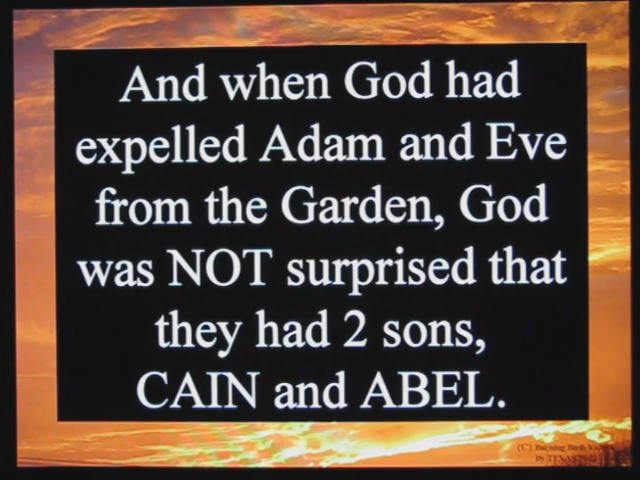 And when God had
expelled Adam and Eve
from the Garden, God
was NOT surprised that
they had 2 sons,
CAIN and ABEL.
(C)
By